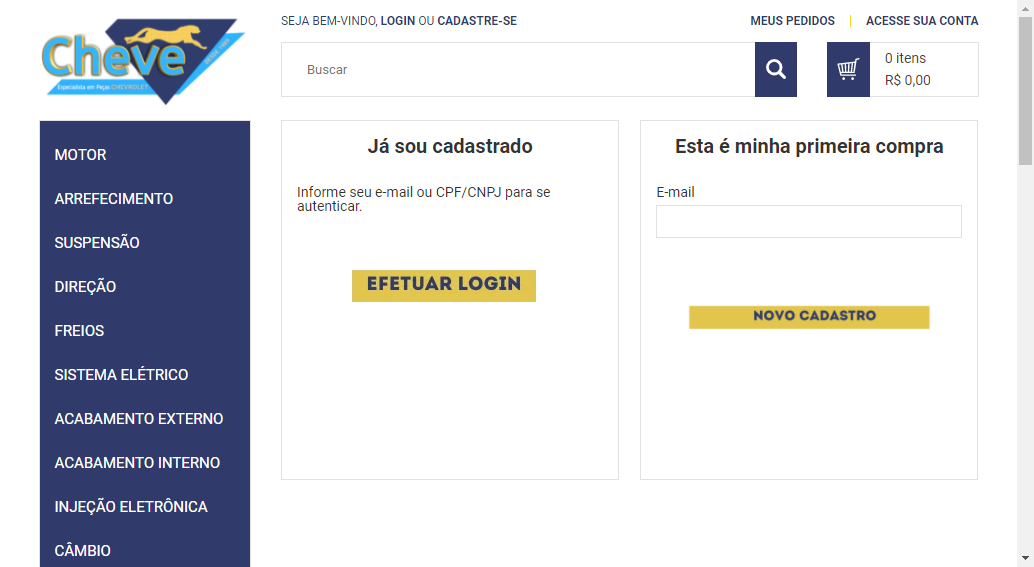 SEJA BEM-VINDO, LOGIN OU CADASTRE-SE
MEUS PEDIDOS | ACESSE SUA CONTA
Cheve
DESDE 1989
Especialista em Peças CHEVROLET
Buscar
0 itens
R$ 0,00
MOTOR
ARREFECIMENTO
SUSPENSÃO
DIREÇÃO
FREIOS
SISTEMA ELÉTRICO
ACABAMENTO EXTERNO
ACABAMENTO INTERNO
INJEÇÃO ELETRÔNICA
CÂMBIO
Já sou cadastrado
Informe seu e-mail ou CPF/CNPJ para se
autenticar.
EFETUAR LOGIN
Esta é minha primeira compra
E-mail
NOVO CADASTRO